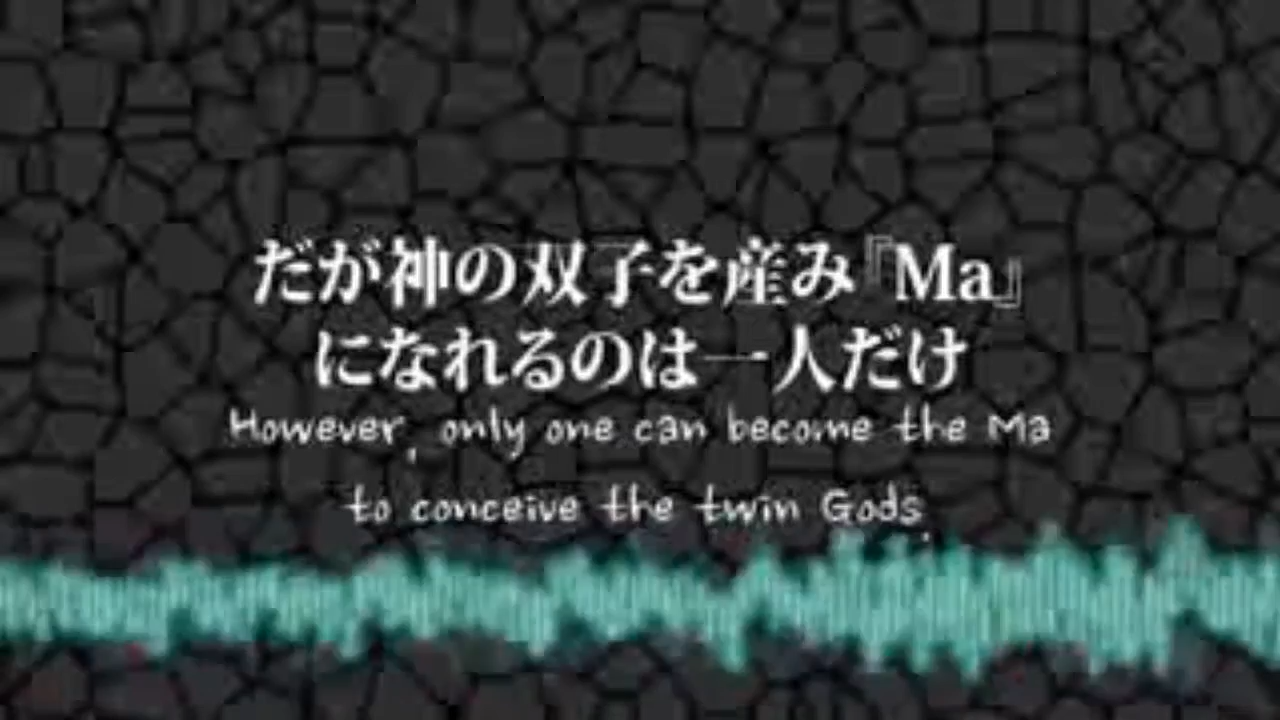 だが神の双子を産み『Ma』
になれるのは一人だけ
However, only one can become the Ma
to conceive the twin Gods.